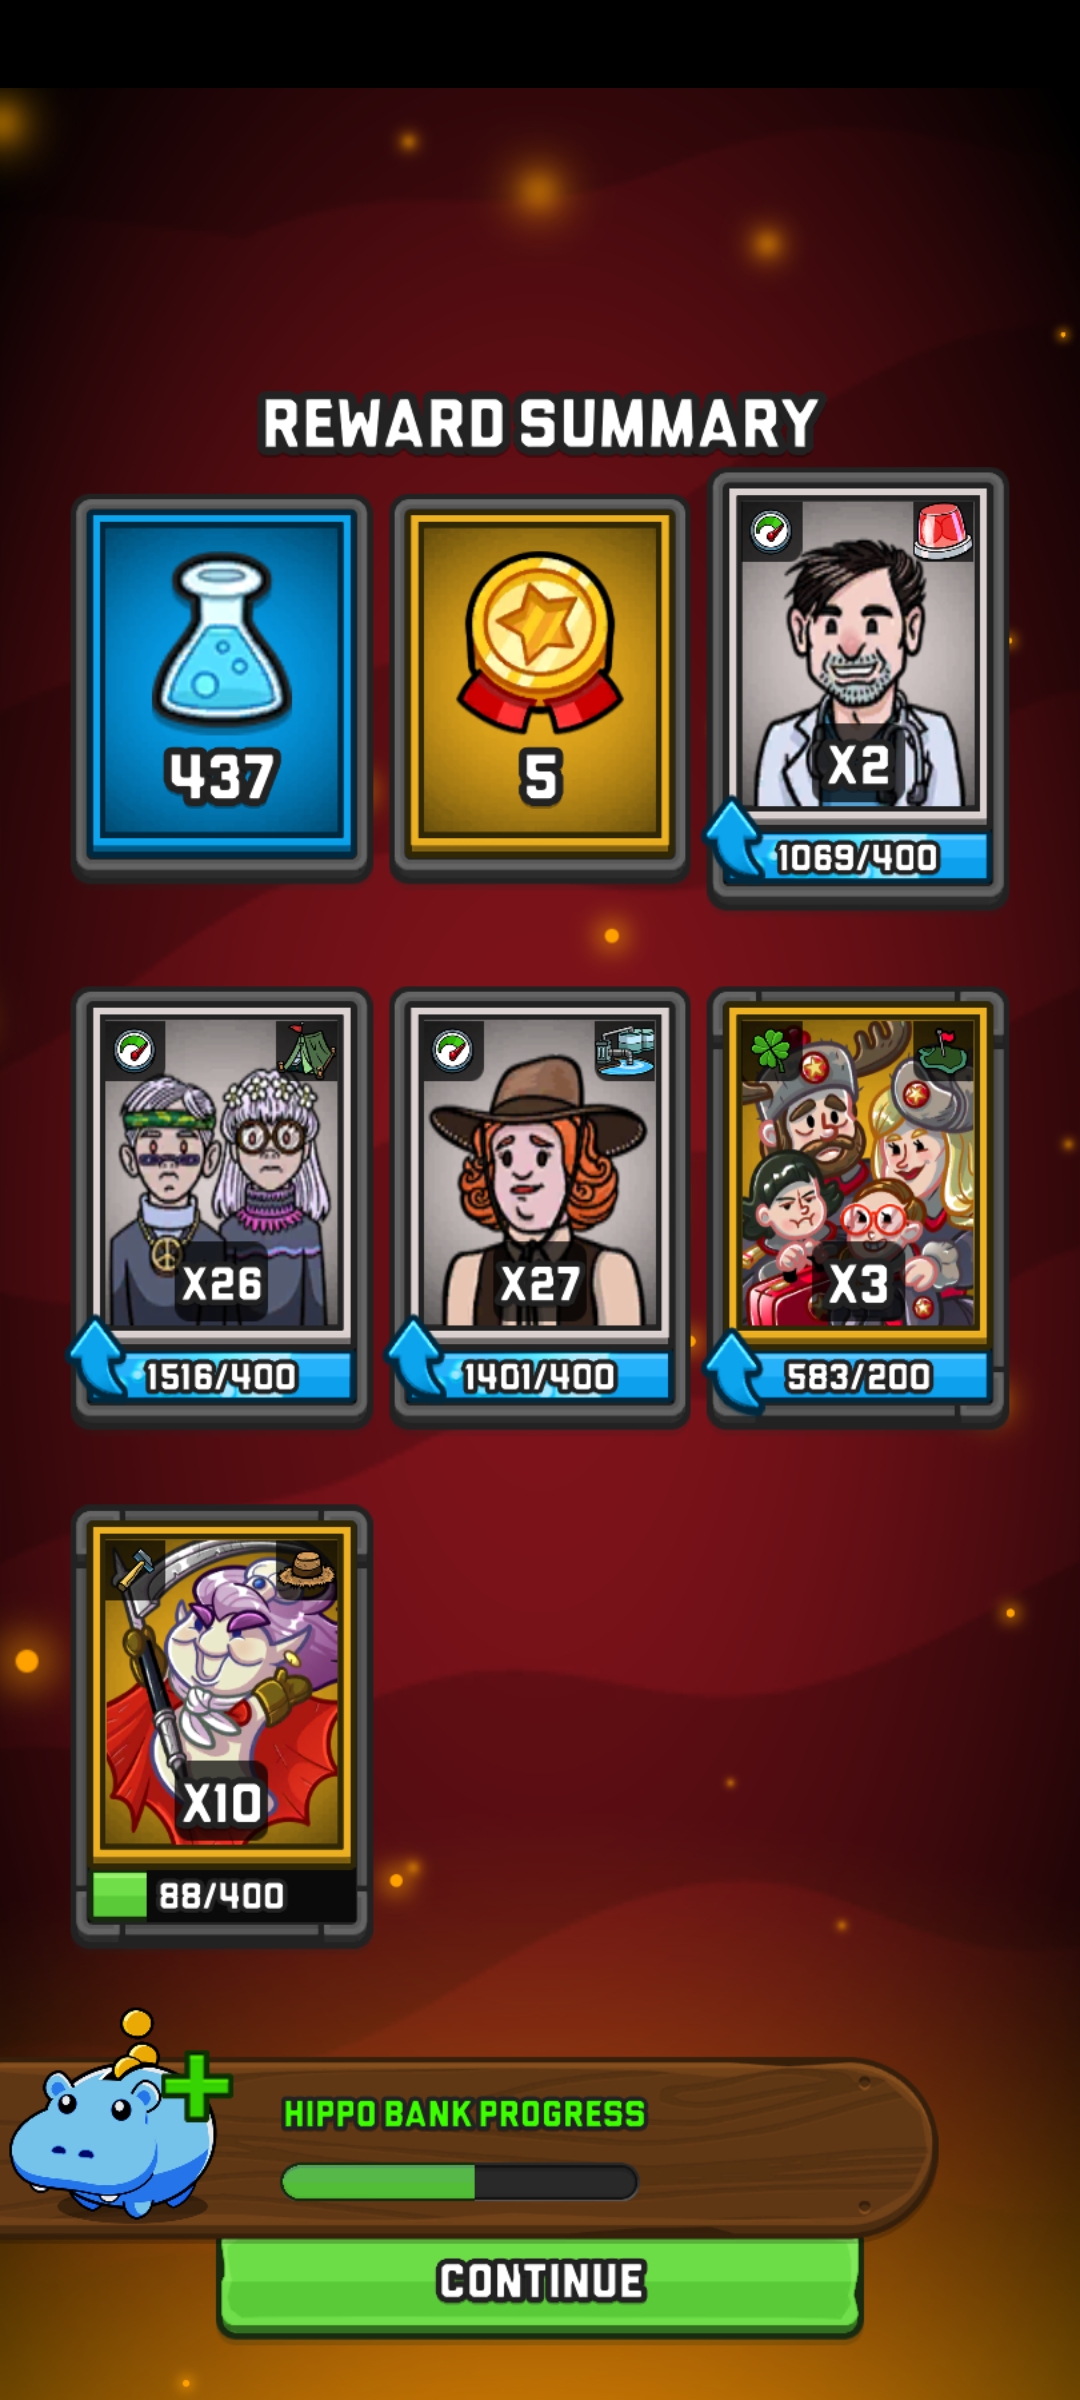 REWARD SUMMARY
437
5
X2
1069/400
X26
1516/400
X27
1401/400
X3
583/200
X10
88/400
HIPPO BANK PROGRESS
CONTINUE